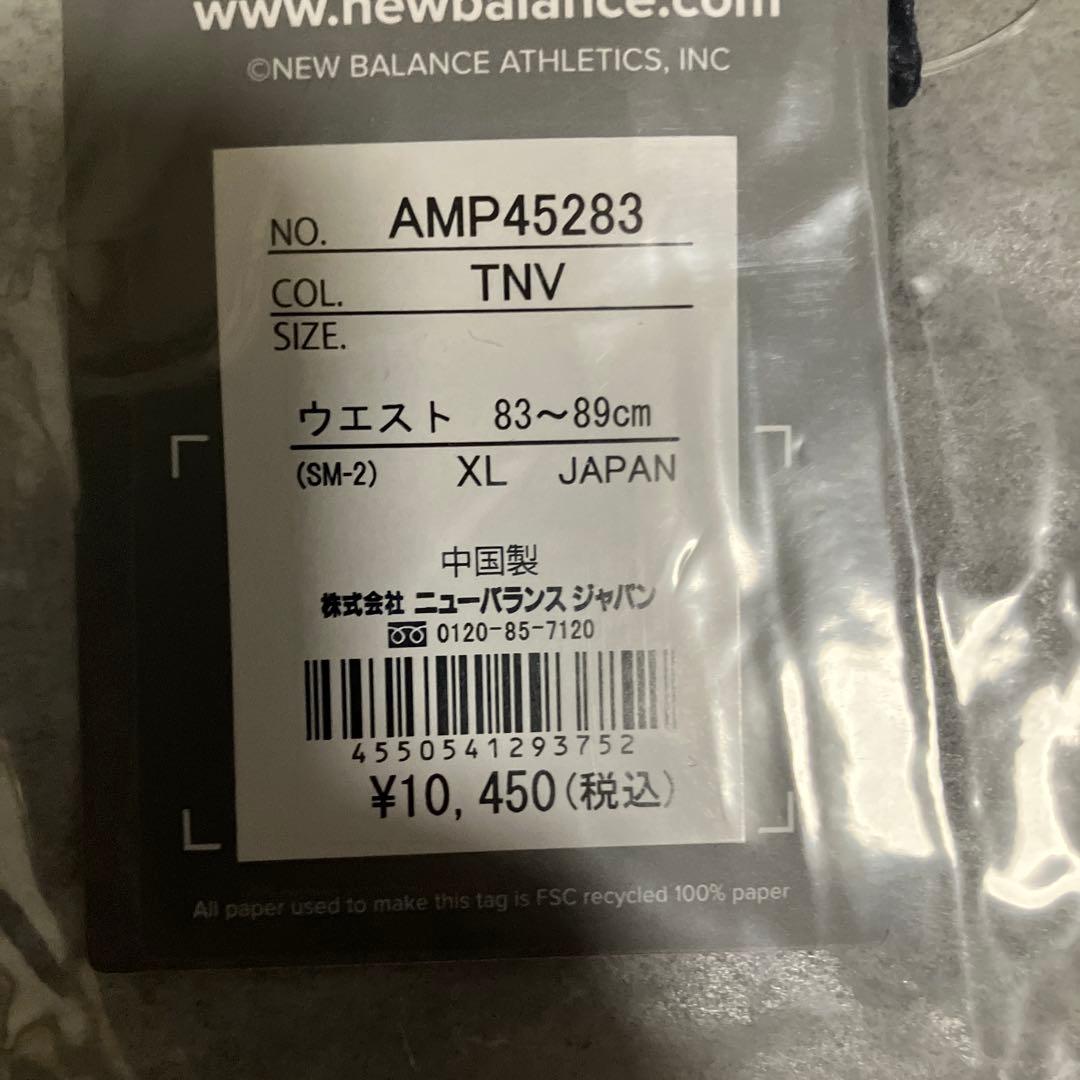 www.newbalance.com
©NEW BALANCE ATHLETICS, INC
NO. AMP45283
COL. TNV
SIZE.
ウエスト 83～89cm
(SM-2) XL JAPAN
中国製
株式会社 ニューバランス ジャパン
0120-85-7120
4550541293752
¥10,450(税込)
All paper used to make this tag is FSC recycled 100% paper